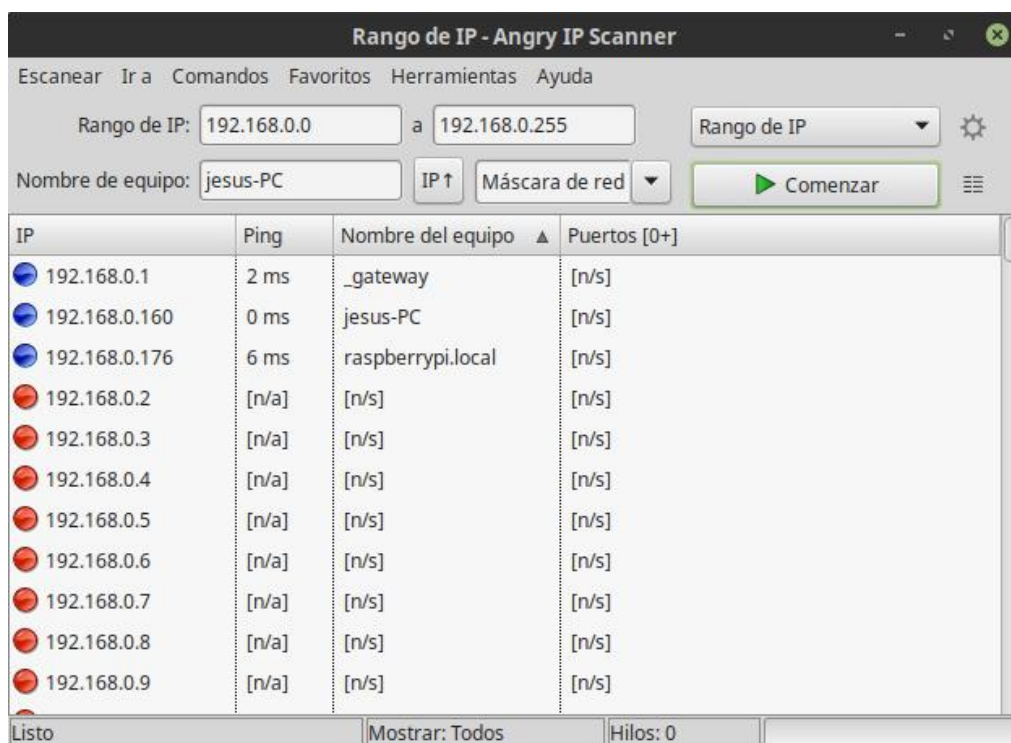 Rango de IP - Angry IP Scanner
Escanear Ir a Comandos Favoritos Herramientas Ayuda
Rango de IP: 192.168.0.0 a 192.168.0.255 Rango de IP
Nombre de equipo: jesus-PC IP↑ Máscara de red Comenzar
IP Ping Nombre del equipo Puertos [0+]
192.168.0.1 2 ms _gateway [n/s]
192.168.0.160 0 ms jesus-PC [n/s]
192.168.0.176 6 ms raspberrypi.local [n/s]
192.168.0.2 [n/a] [n/s] [n/s]
192.168.0.3 [n/a] [n/s] [n/s]
192.168.0.4 [n/a] [n/s] [n/s]
192.168.0.5 [n/a] [n/s] [n/s]
192.168.0.6 [n/a] [n/s] [n/s]
192.168.0.7 [n/a] [n/s] [n/s]
192.168.0.8 [n/a] [n/s] [n/s]
192.168.0.9 [n/a] [n/s] [n/s]
Listo Mostrar: Todos Hilos: 0